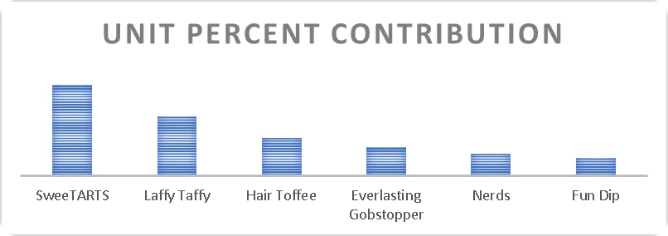 UNIT PERCENT CONTRIBUTION
SweeTARTS
Laffy Taffy
Hair Toffee
Everlasting
Gobstopper
Nerds
Fun Dip